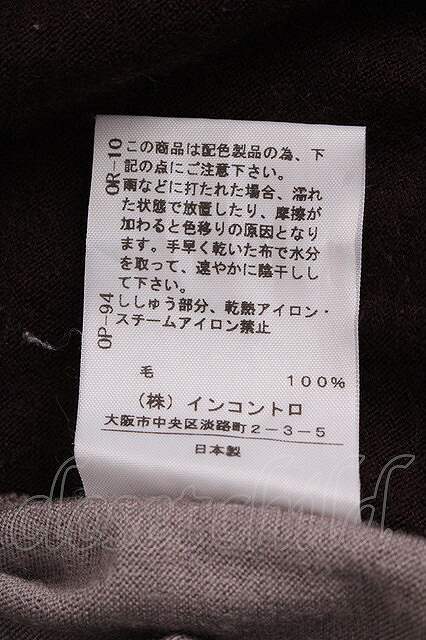 OR-10
この商品は配色製品の為、下
記の点にご注意下さい。
雨などに打たれた場合、濡れ
た状態で放置したり、摩擦が
加わると色移りの原因となり
ます。手早く乾いた布で水分
を取って、速やかに陰干しし
て下さい。
OP-94
ししゅう部分、乾熱アイロン・
スチームアイロン禁止
毛
100%
(株) インコントロ
大阪市中央区淡路町2-3-5
日本製
closetchild